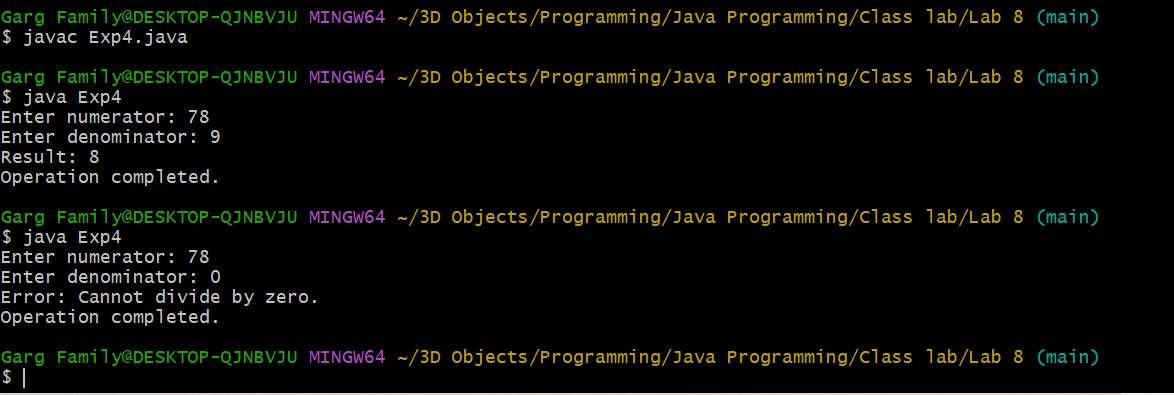 Garg Family@DESKTOP-QJNBVJU MINGW64 ~/3D Objects/Programming/Java Programming/Class lab/Lab 8 (main)
$ javac Exp4.java
Garg Family@DESKTOP-QJNBVJU MINGW64 ~/3D Objects/Programming/Java Programming/Class lab/Lab 8 (main)
$ java Exp4
Enter numerator: 78
Enter denominator: 9
Result: 8
Operation completed.
Garg Family@DESKTOP-QJNBVJU MINGW64 ~/3D Objects/Programming/Java Programming/Class lab/Lab 8 (main)
$ java Exp4
Enter numerator: 78
Enter denominator: 0
Error: Cannot divide by zero.
Operation completed.
Garg Family@DESKTOP-QJNBVJU MINGW64 ~/3D Objects/Programming/Java Programming/Class lab/Lab 8 (main)
$